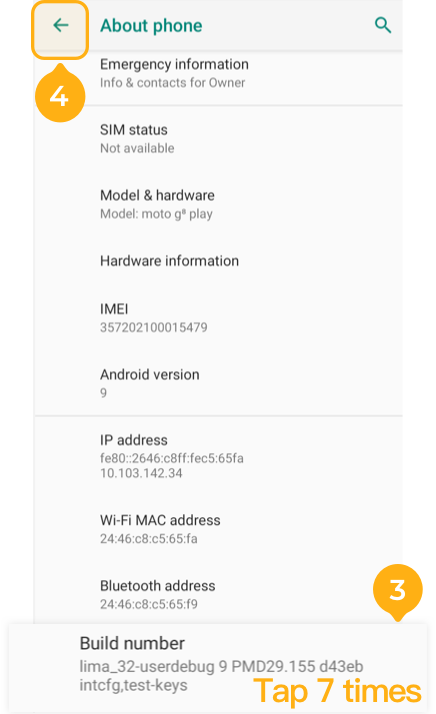 About phone
4
Emergency information
Info & contacts for Owner
SIM status
Not available
Model & hardware
Model: moto g⁸ play
Hardware information
IMEI
357202100015479
Android version
9
IP address
fe80::2646:c8ff:fec5:65fa
10.103.142.34
Wi-Fi MAC address
24:46:c8:c5:65:fa
Bluetooth address
24:46:c8:c5:65:f9
3
Build number
lima_32-userdebug 9 PMD29.155 d43eb
intcfg,test-keys
Tap 7 times